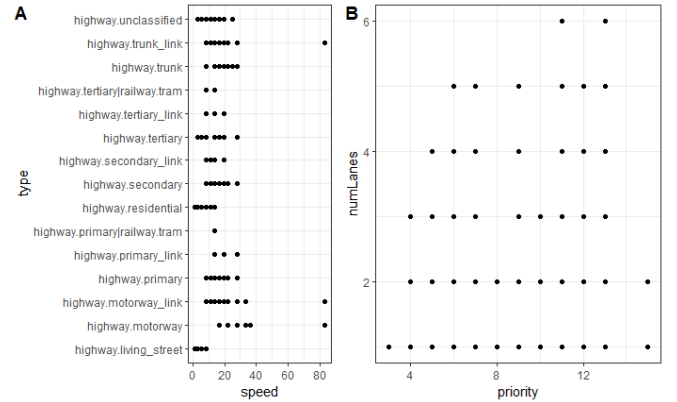 A
highway.unclassified
highway.trunk_link
highway.trunk
highway.tertiary|railway.tram
highway.tertiary_link
highway.tertiary
highway.secondary_link
highway.secondary
highway.residential
highway.primary|railway.tram
highway.primary_link
highway.primary
highway.motorway_link
highway.motorway
highway.living_street
type
0 20 40 60 80
speed
B
6
4
2
numLanes
4 8 12
priority